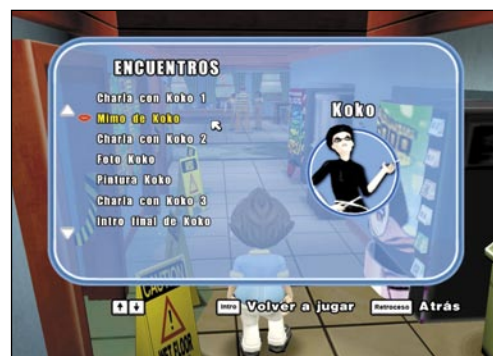 ENCUENTROS
Charla con Koko 1
Mimo de Koko
Charla con Koko 2
Foto Koko
Pintura Koko
Charla con Koko 3
Intro final de Koko
Koko
CAUTION
WET FLOOR
Intro Volver a jugar Retroceso Atrás